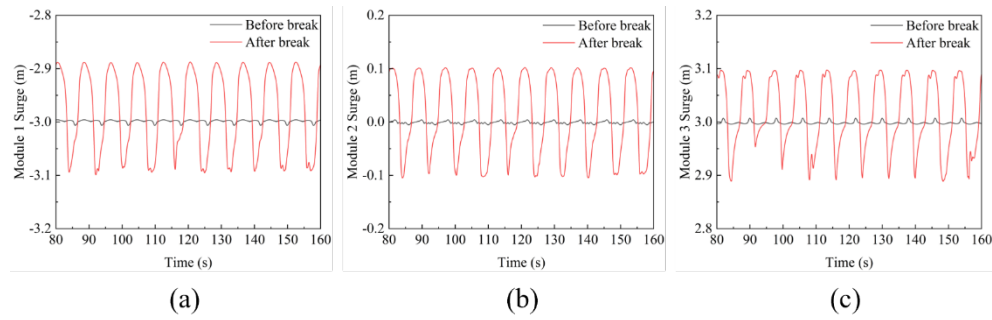 Module 1 Surge (m)
-2.8
-2.9
-3.0
-3.1
-3.2
Before break
After break
80 90 100 110 120 130 140 150 160
Time (s)
(a)
Module 2 Surge (m)
0.2
0.1
0.0
-0.1
-0.2
Before break
After break
80 90 100 110 120 130 140 150 160
Time (s)
(b)
Module 3 Surge (m)
3.2
3.1
3.0
2.9
2.8
Before break
After break
80 90 100 110 120 130 140 150 160
Time (s)
(c)